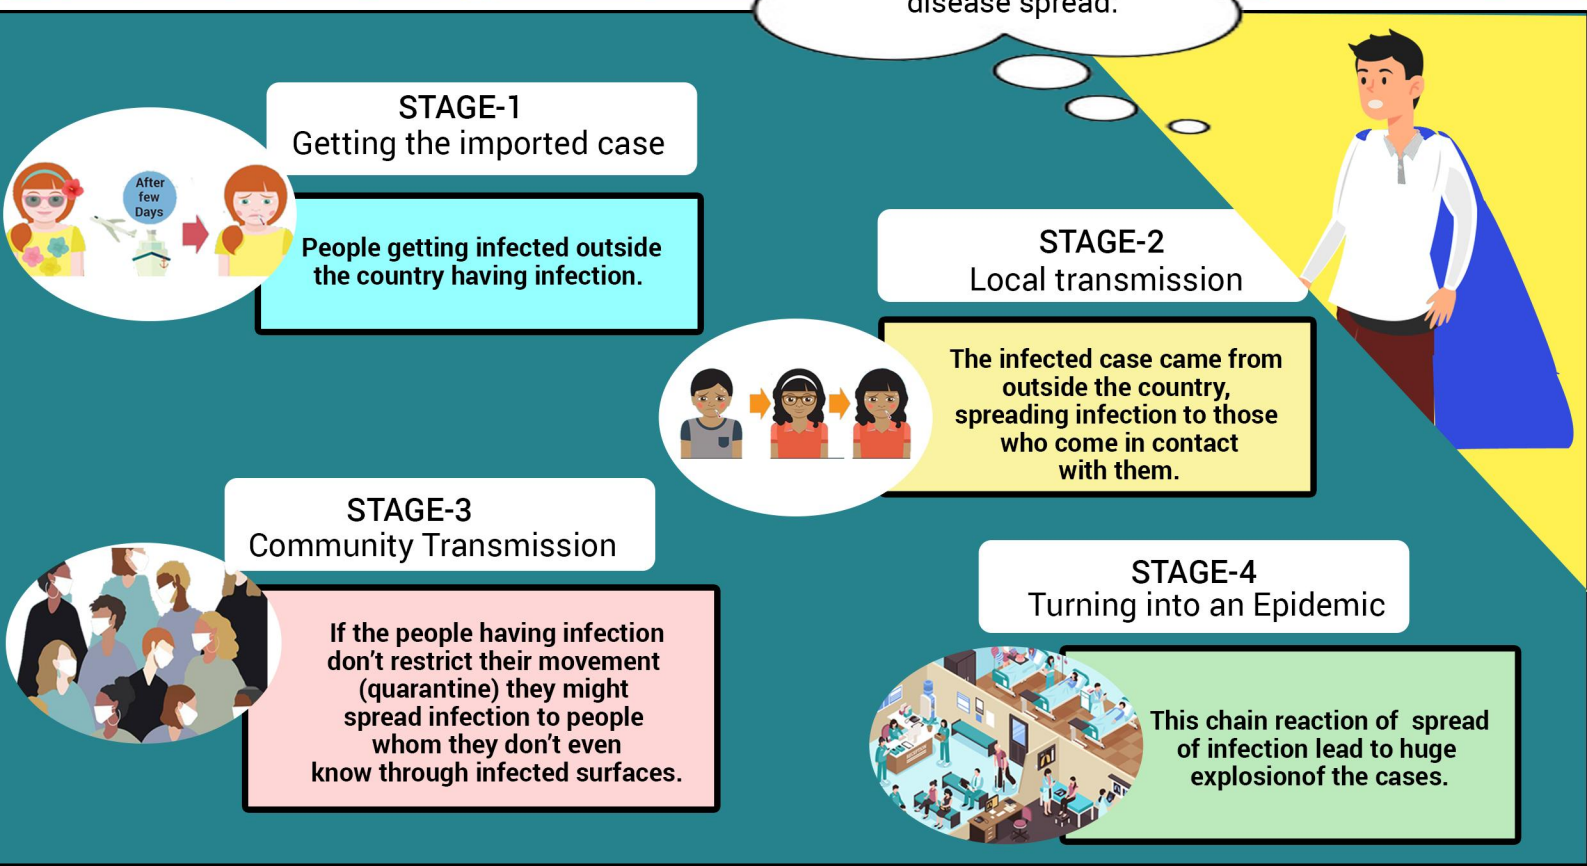 disease spread.
STAGE-1
Getting the imported case
After
few
Days
People getting infected outside
the country having infection.
STAGE-2
Local transmission
The infected case came from
outside the country,
spreading infection to those
who come in contact
with them.
STAGE-3
Community Transmission
If the people having infection
don’t restrict their movement
(quarantine) they might
spread infection to people
whom they don’t even
know through infected surfaces.
STAGE-4
Turning into an Epidemic
This chain reaction of spread
of infection lead to huge
explosionof the cases.